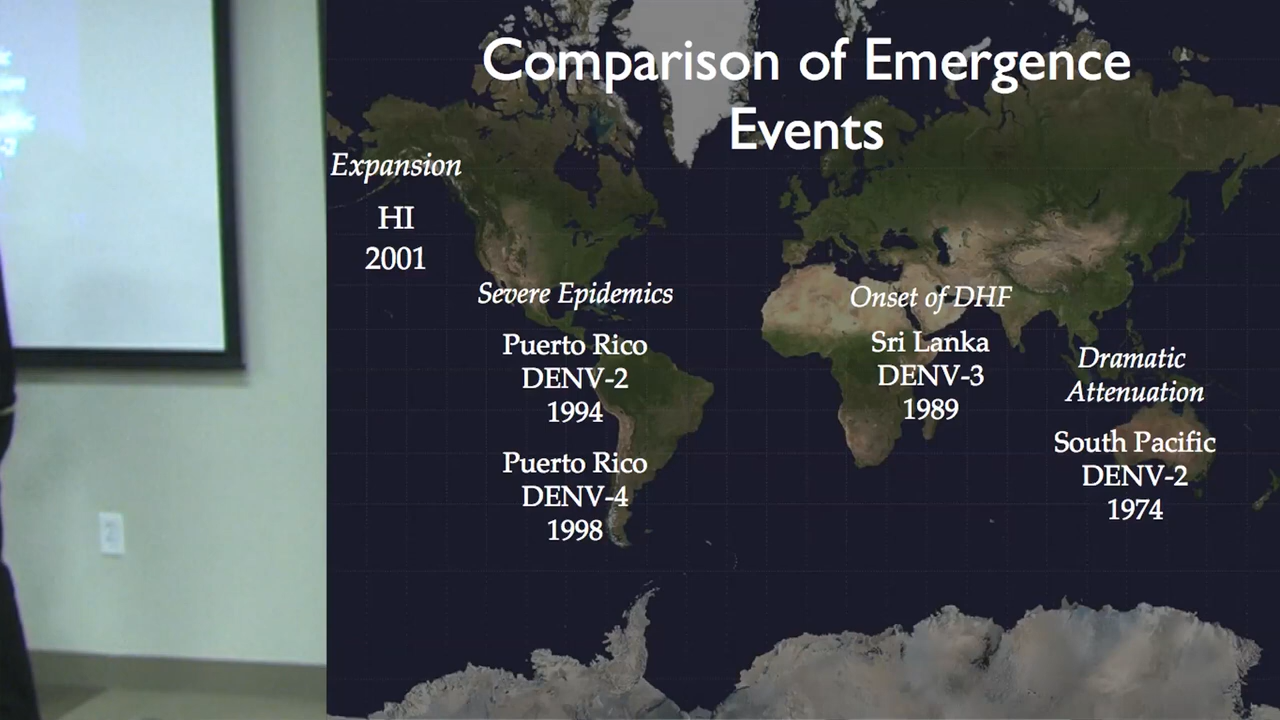 Comparison of Emergence
Events
Expansion
HI
2001
Severe Epidemics
Puerto Rico
DENV-2
1994
Puerto Rico
DENV-4
1998
Onset of DHF
Sri Lanka
DENV-3
1989
Dramatic
Attenuation
South Pacific
DENV-2
1974